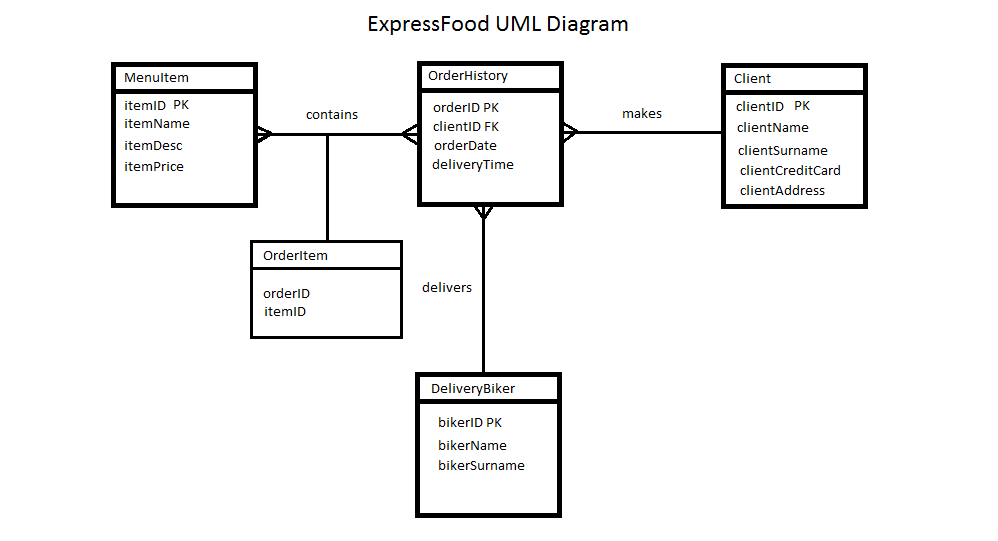 ExpressFood UML Diagram
MenuItem
itemID PK
itemName
itemDesc
itemPrice
contains
OrderHistory
orderID PK
clientID FK
orderDate
deliveryTime
makes
Client
clientID PK
clientName
clientSurname
clientCreditCard
clientAddress
OrderItem
orderID
itemID
delivers
DeliveryBiker
bikerID PK
bikerName
bikerSurname